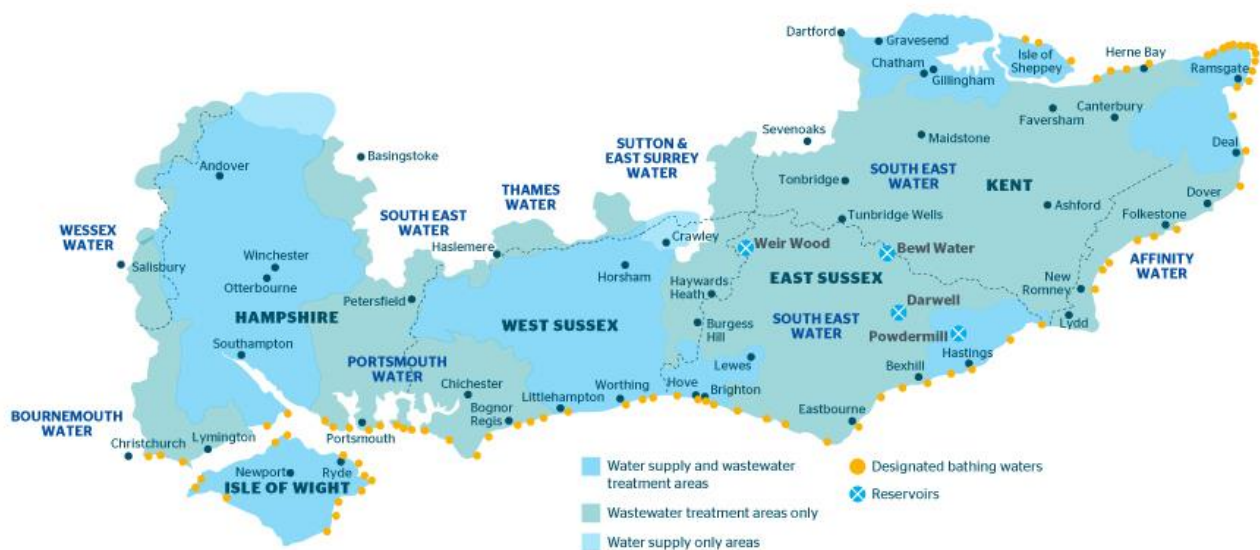 Dartford
Gravesend
Chatham
Gillingham
Isle of
Sheppey
Herne Bay
Ramsgate
Canterbury
Faversham
Maidstone
Sevenoaks
SUTTON &
EAST SURREY
WATER
Basingstoke
Andover
THAMES
WATER
SOUTH EAST
WATER
Tonbridge
SOUTH EAST
WATER
KENT
Deal
Dover
Ashford
Folkestone
AFFINITY
WATER
WESSEX
WATER
Salisbury
Winchester
Otterbourne
Haslemere
Petersfield
HAMPSHIRE
Southampton
Horsham
Crawley
Tunbridge Wells
Weir Wood
Bewl Water
Haywards
Heath
EAST SUSSEX
WEST SUSSEX
Burgess
Hill
SOUTH EAST
WATER
Darwell
Powdermill
New
Romney
Lydd
Hastings
Bexhill
Lewes
PORTSMOUTH
WATER
Chichester
Bognor
Regis
Littlehampton
Worthing
Hove
Brighton
Eastbourne
BOURNEMOUTH
WATER
Christchurch
Lymington
Portsmouth
Newport
Ryde
ISLE OF WIGHT
Water supply and wastewater
treatment areas
Wastewater treatment areas only
Water supply only areas
Designated bathing waters
Reservoirs